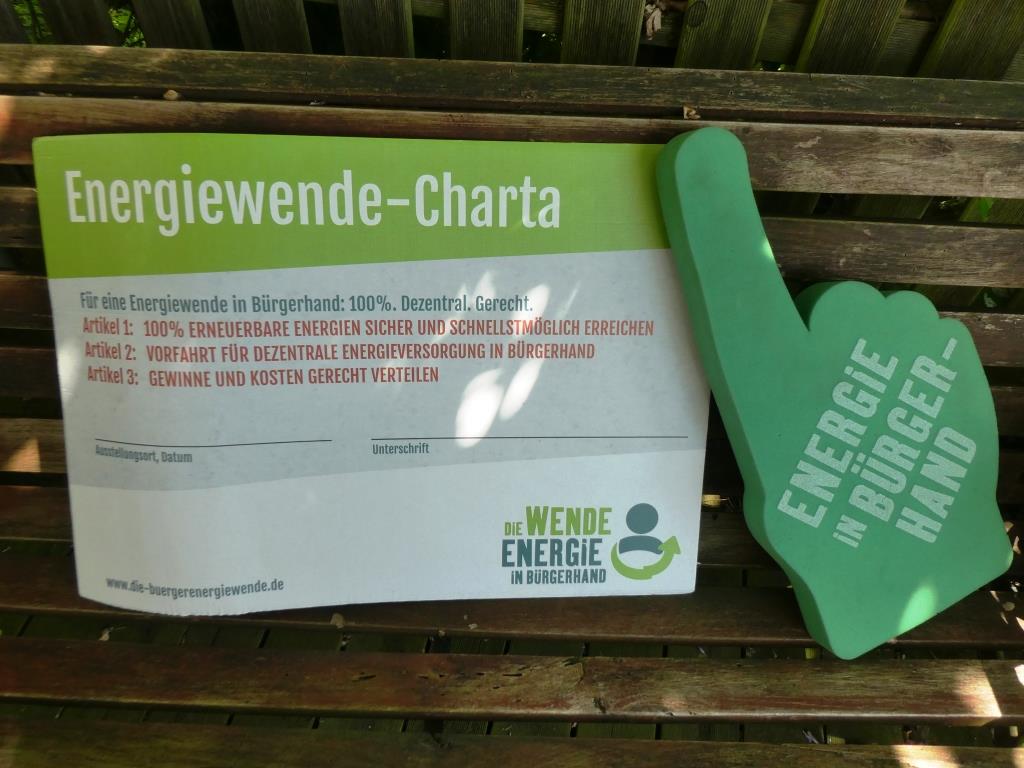 Energiewende-Charta
Für eine Energiewende in Bürgerhand: 100%. Dezentral. Gerecht.
Artikel 1: 100% ERNEUERBARE ENERGIEN SICHER UND SCHNELLSTMÖGLICH ERREICHEN
Artikel 2: VORFAHRT FÜR DEZENTRALE ENERGIEVERSORGUNG IN BÜRGERHAND
Artikel 3: GEWINNE UND KOSTEN GERECHT VERTEILEN
Ausstellungsort, Datum
Unterschrift
DiE WENDE
ENERGiE
iN BÜRGERHAND
www.die-buergerenergiewende.de
ENERGiE
iN BÜRGER-
HAND